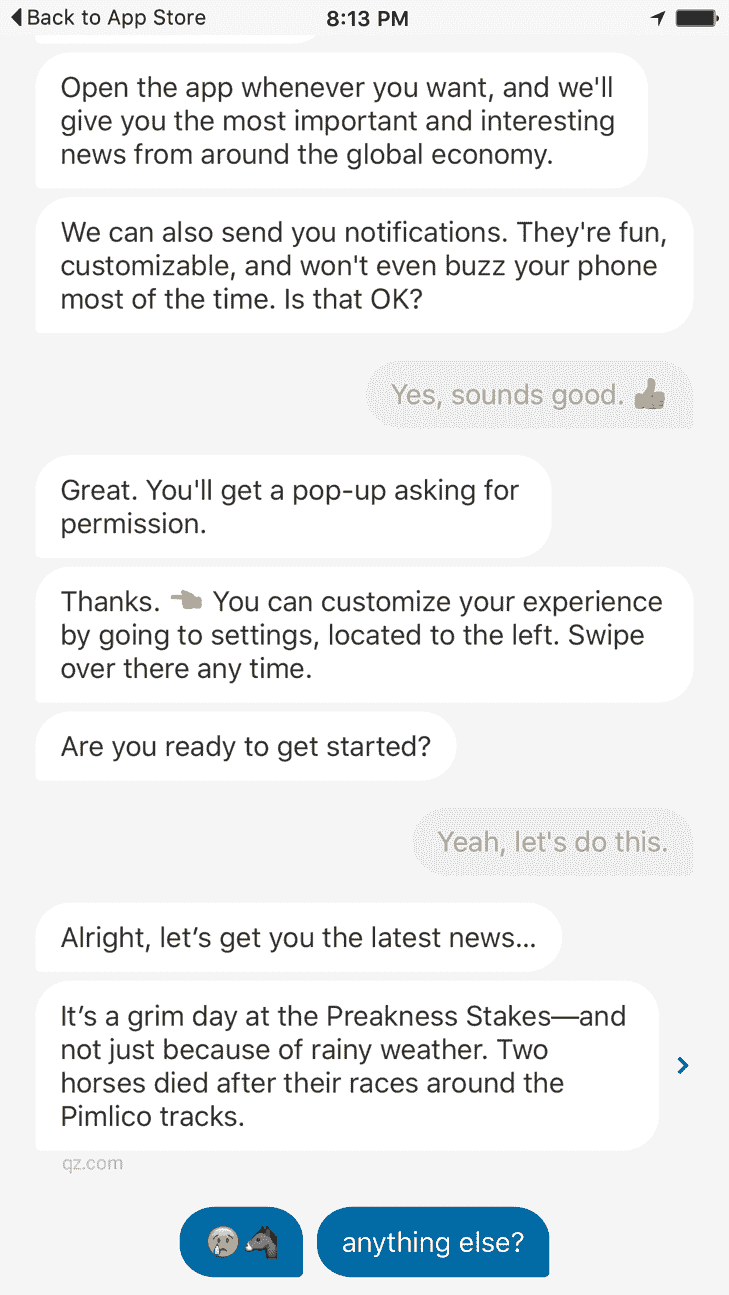 Back to App Store 8:13 PM
Open the app whenever you want, and we'll
give you the most important and interesting
news from around the global economy.
We can also send you notifications. They're fun,
customizable, and won't even buzz your phone
most of the time. Is that OK?
Yes, sounds good. 👍
Great. You'll get a pop-up asking for
permission.
Thanks. 👈 You can customize your experience
by going to settings, located to the left. Swipe
over there any time.
Are you ready to get started?
Yeah, let's do this.
Alright, let’s get you the latest news...
It’s a grim day at the Preakness Stakes—and
not just because of rainy weather. Two
horses died after their races around the
Pimlico tracks.
qz.com
😢🐴 anything else?